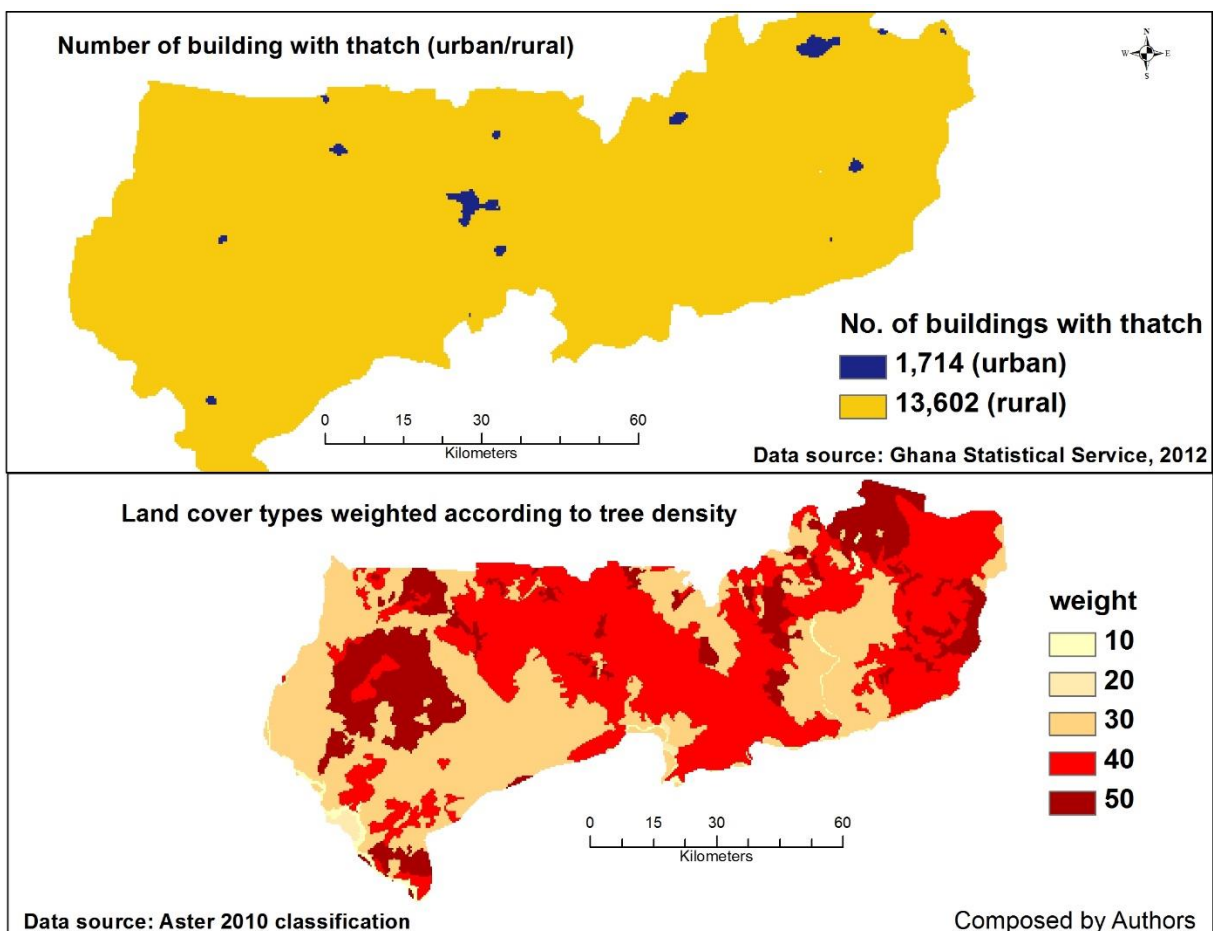 Number of building with thatch (urban/rural)
N
W E
S
No. of buildings with thatch
1,714 (urban)
13,602 (rural)
0 15 30 60
Kilometers
Data source: Ghana Statistical Service, 2012
Land cover types weighted according to tree density
weight
10
20
30
40
50
0 15 30 60
Kilometers
Data source: Aster 2010 classification
Composed by Authors